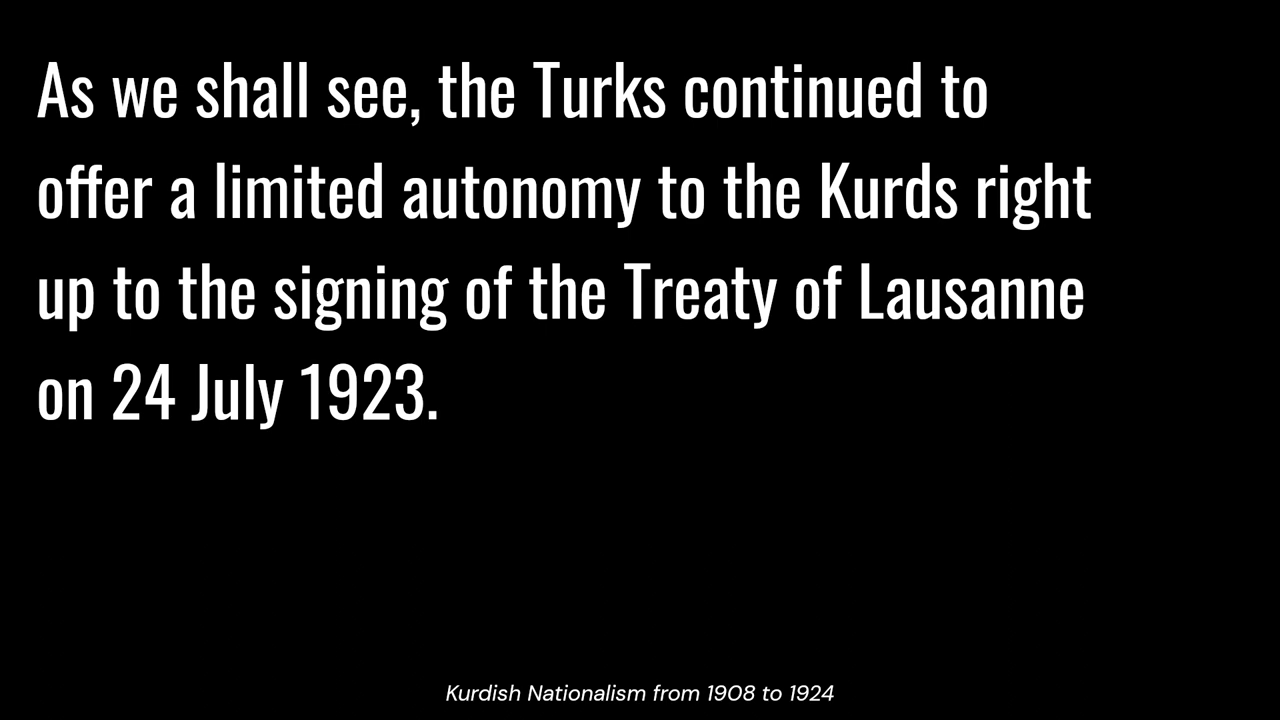 As we shall see, the Turks continued to
offer a limited autonomy to the Kurds right
up to the signing of the Treaty of Lausanne
on 24 July 1923.
Kurdish Nationalism from 1908 to 1924